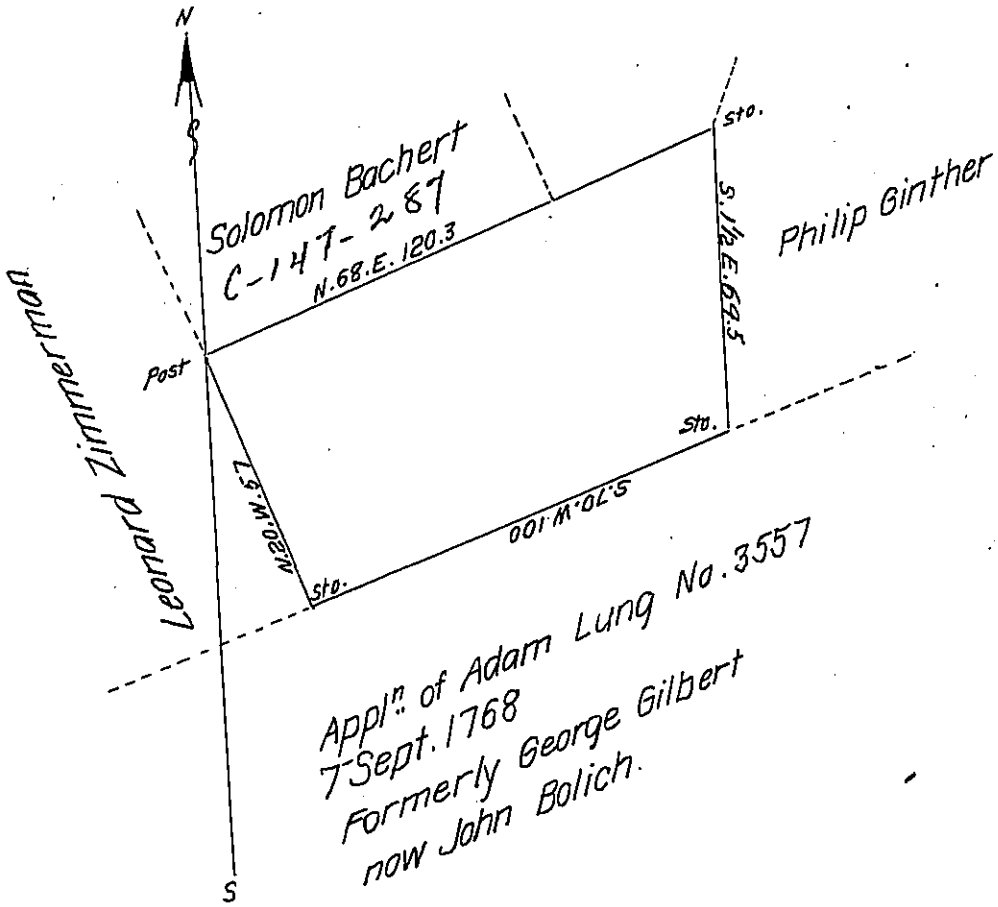 N
Solomon Bachert
C-147-287
N.68.E. 120.3
Sto.
S.1½E.69.5
Philip Ginther
Leonard Zimmerman
Post
N.20.W.57
Sto.
Sto.
S.70.W.100
Appl.n of Adam Lung No. 3557
7 Sept. 1768
Formerly George Gilbert
now John Bolich.
S